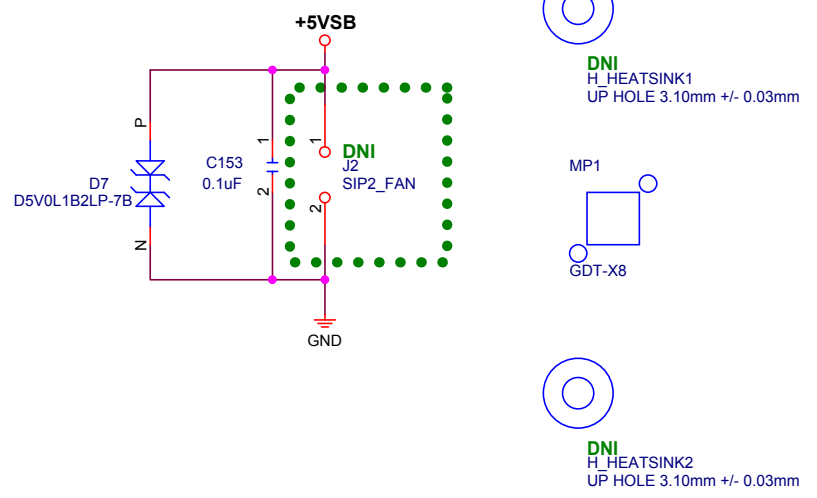 +5VSB
P
D7
D5V0L1B2LP-7B
N
1
C153
0.1uF
2
1
DNI
J2
SIP2_FAN
2
GND
DNI
H_HEATSINK1
UP HOLE 3.10mm +/- 0.03mm
MP1
GDT-X8
DNI
H_HEATSINK2
UP HOLE 3.10mm +/- 0.03mm